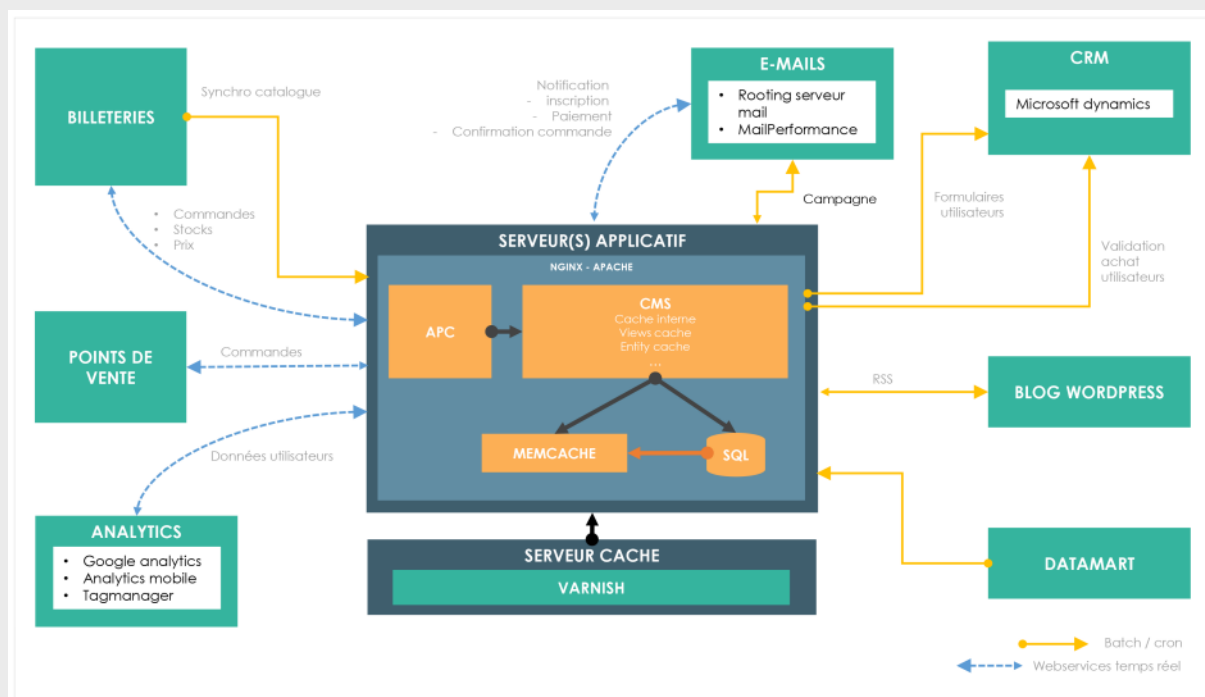 BILLETERIES
Synchro catalogue
Notification
- inscription
- Paiement
- Confirmation commande
E-MAILS
• Rooting serveur
mail
• MailPerformance
CRM
Microsoft dynamics
• Commandes
• Stocks
• Prix
Campagne
Formulaires
utilisateurs
Validation
achat
utilisateurs
SERVEUR(S) APPLICATIF
NGINX - APACHE
APC
CMS
Cache interne
Views cache
Entity cache
...
MEMCACHE
SQL
POINTS DE
VENTE
Commandes
RSS
BLOG WORDPRESS
Données utilisateurs
ANALYTICS
• Google analytics
• Analytics mobile
• Tagmanager
SERVEUR CACHE
VARNISH
DATAMART
Batch / cron
Webservices temps réel